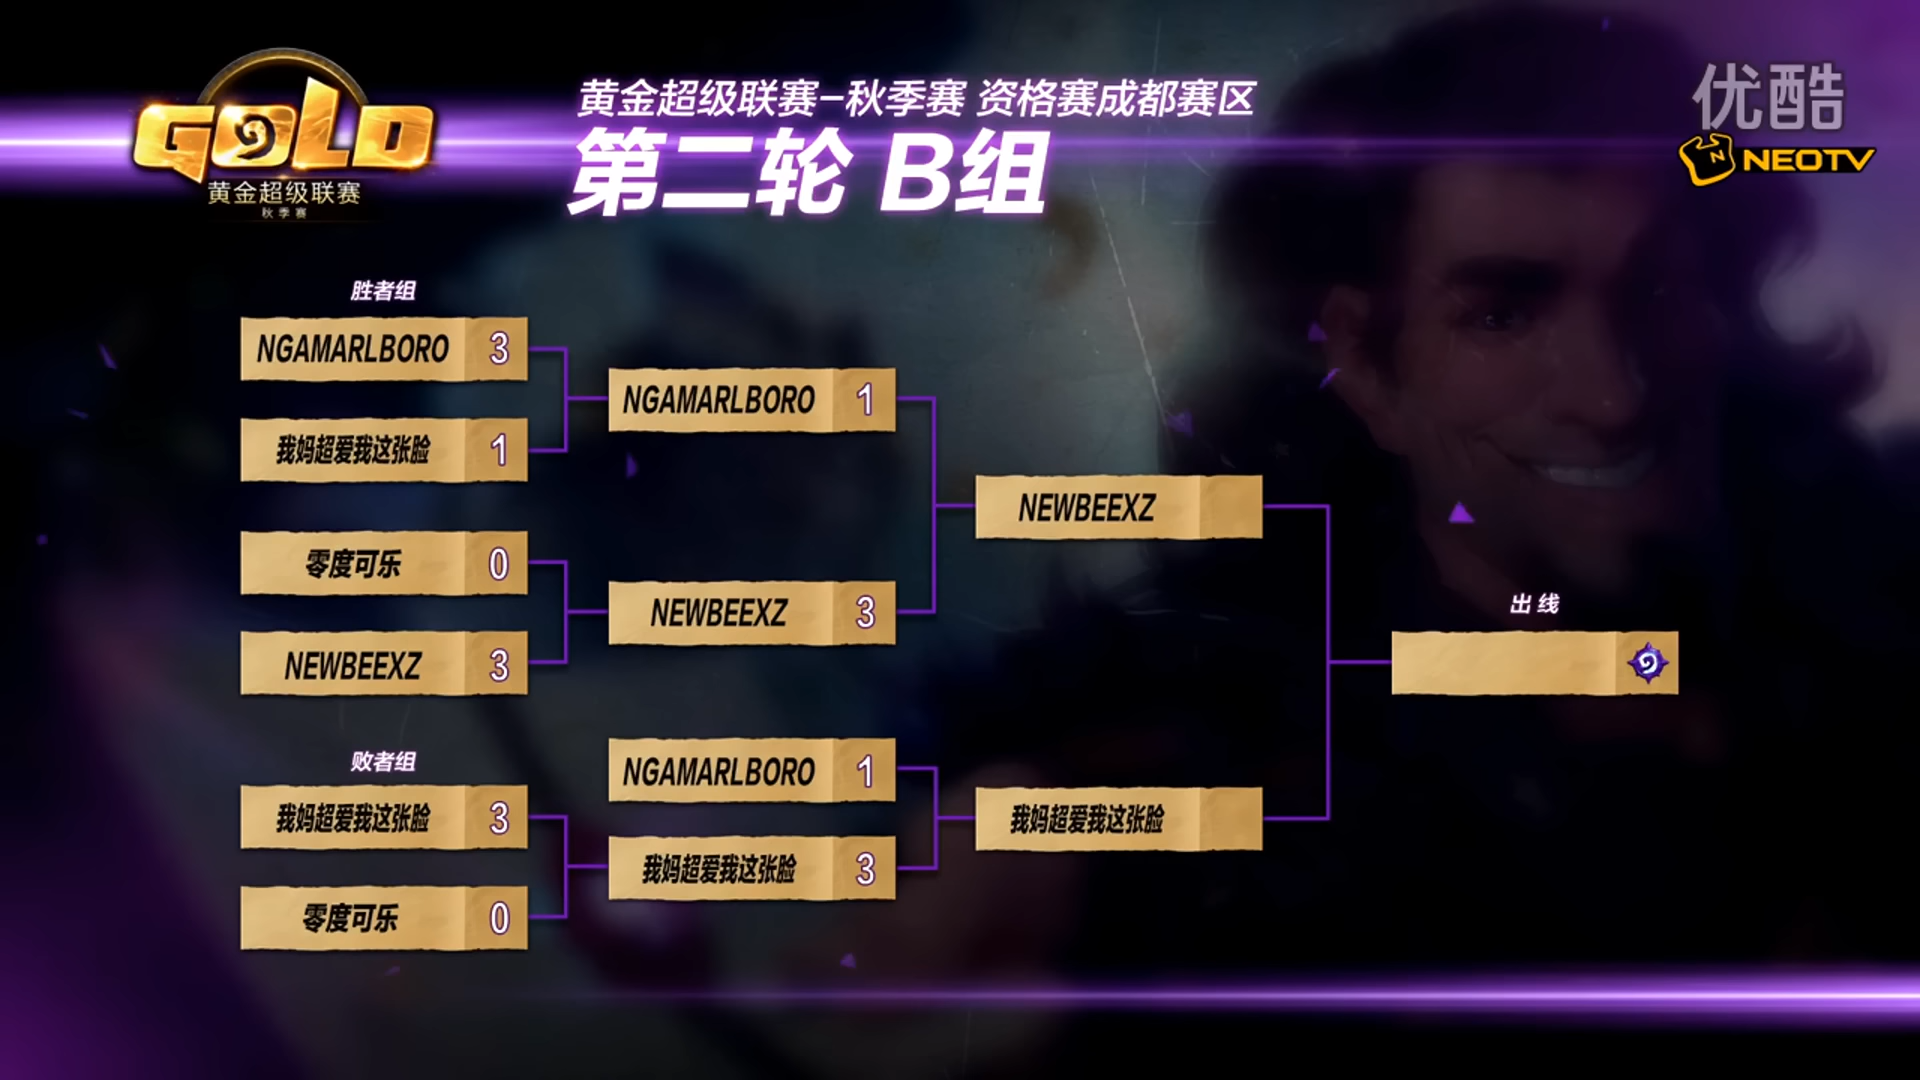 GOLD
黄金超级联赛
秋季赛
黄金超级联赛-秋季赛 资格赛成都赛区
第二轮 B组
优酷
NEOTV
胜者组
NGAMARLBORO 3
我妈超爱我这张脸 1
零度可乐 0
NEWBEEXZ 3
NGAMARLBORO 1
NEWBEEXZ 3
NEWBEEXZ
败者组
我妈超爱我这张脸 3
零度可乐 0
NGAMARLBORO 1
我妈超爱我这张脸 3
我妈超爱我这张脸
出线